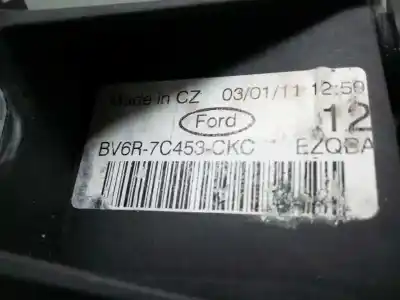 Made in CZ 03/01/11 12:59
Ford 12
BV6R-7C453-CKC EZQBA